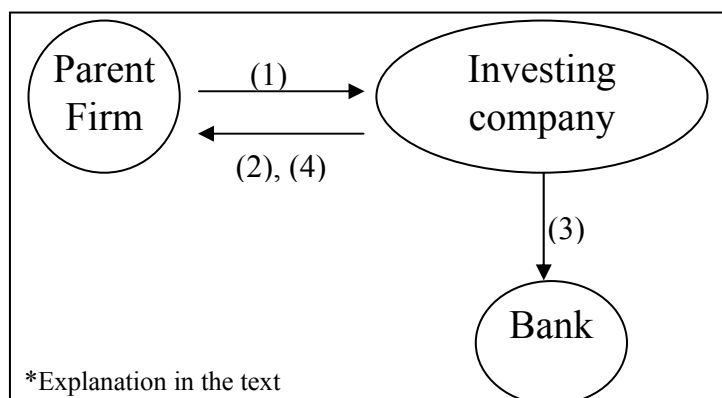 Parent
Firm
(1)
Investing
company
(2), (4)
(3)
Bank
*Explanation in the text